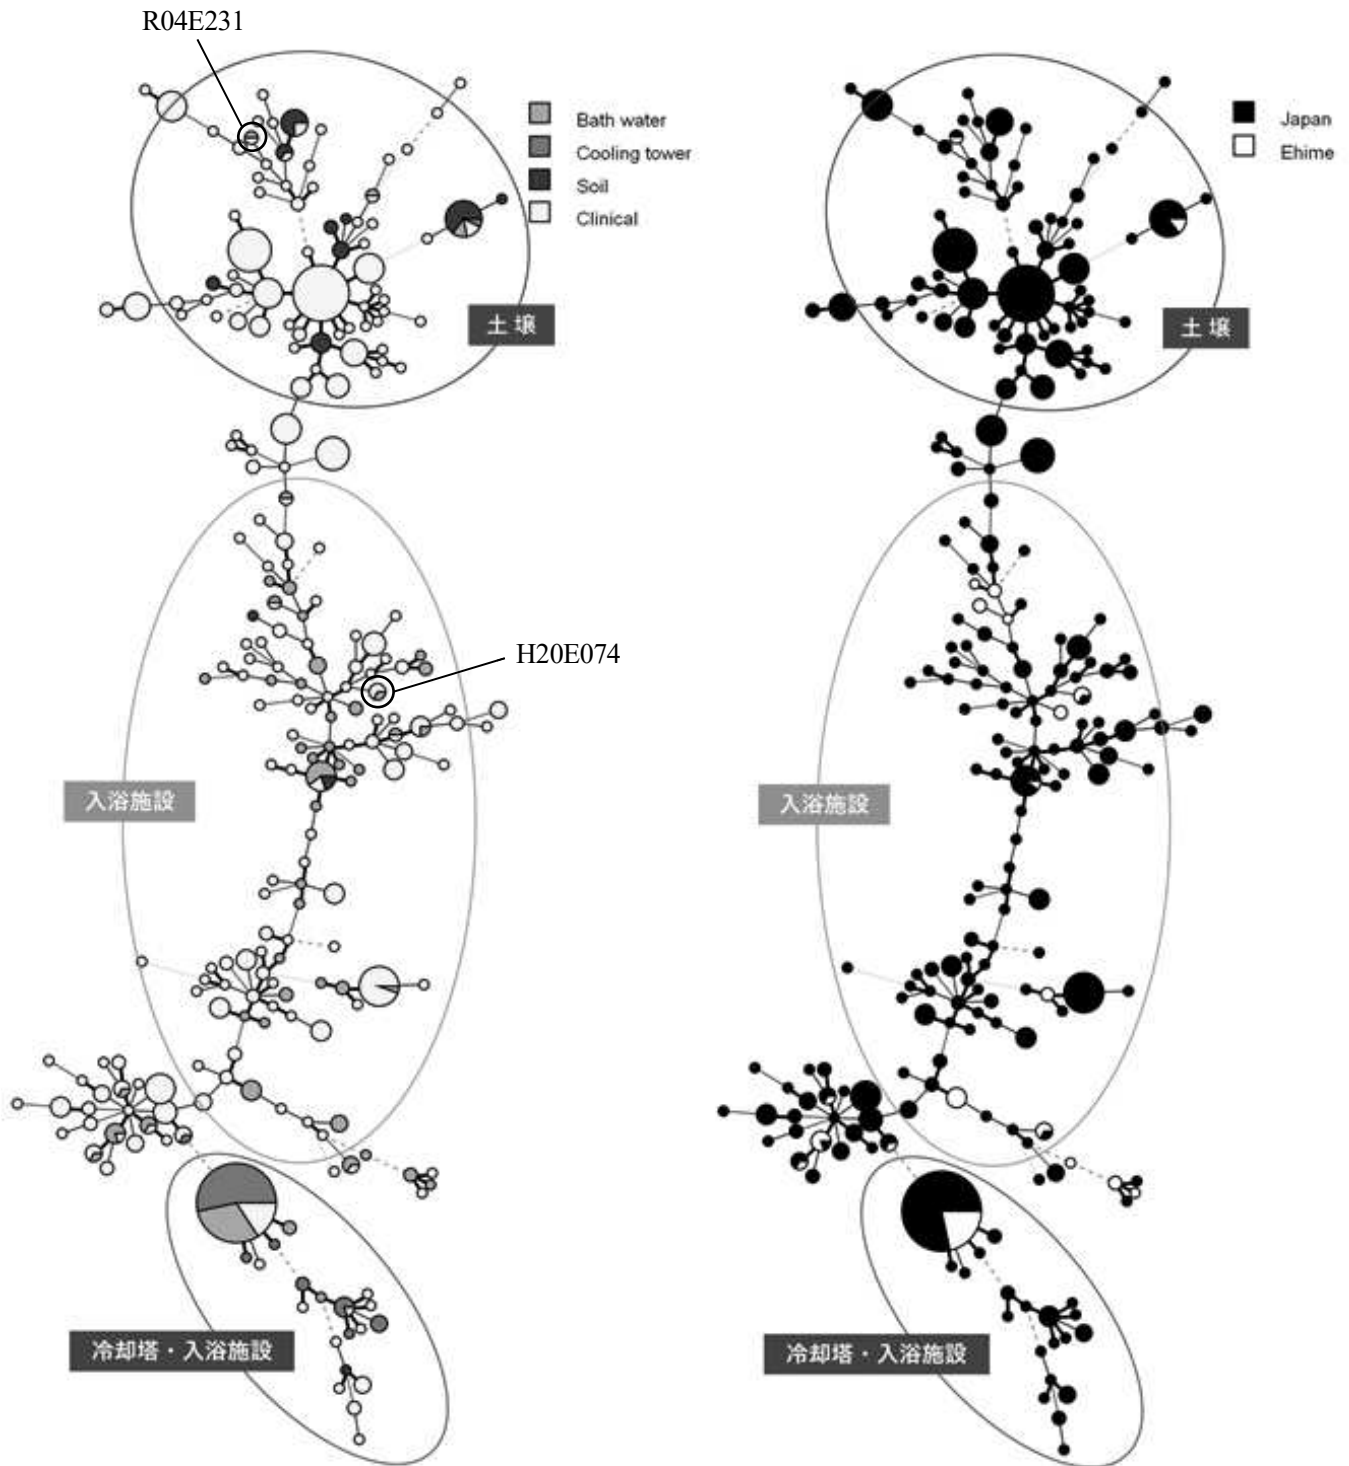 R04E231
Bath water
Cooling tower
Soil
Clinical
土壌
H20E074
入浴施設
冷却塔・入浴施設
Japan
Ehime
土壌
入浴施設
冷却塔・入浴施設